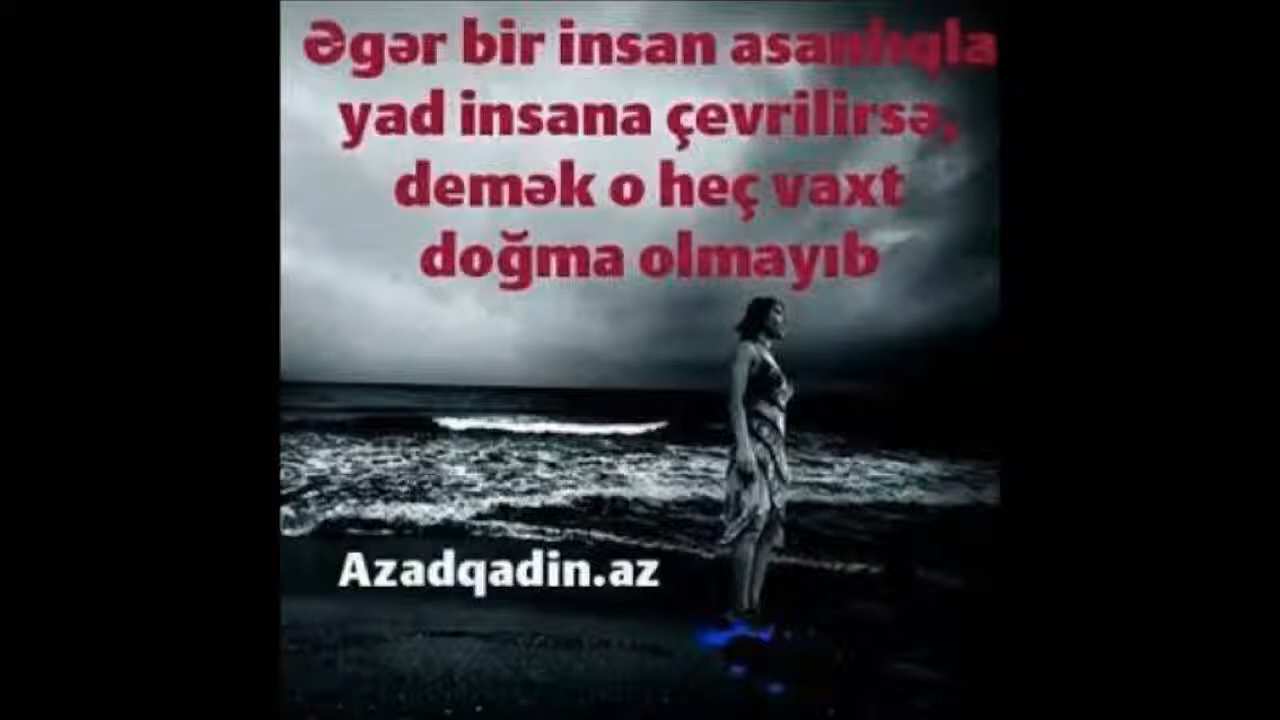 Əgər bir insan asanlıqla
yad insana çevrilirsə,
demək o heç vaxt
doğma olmayıb
Azadqadin.az